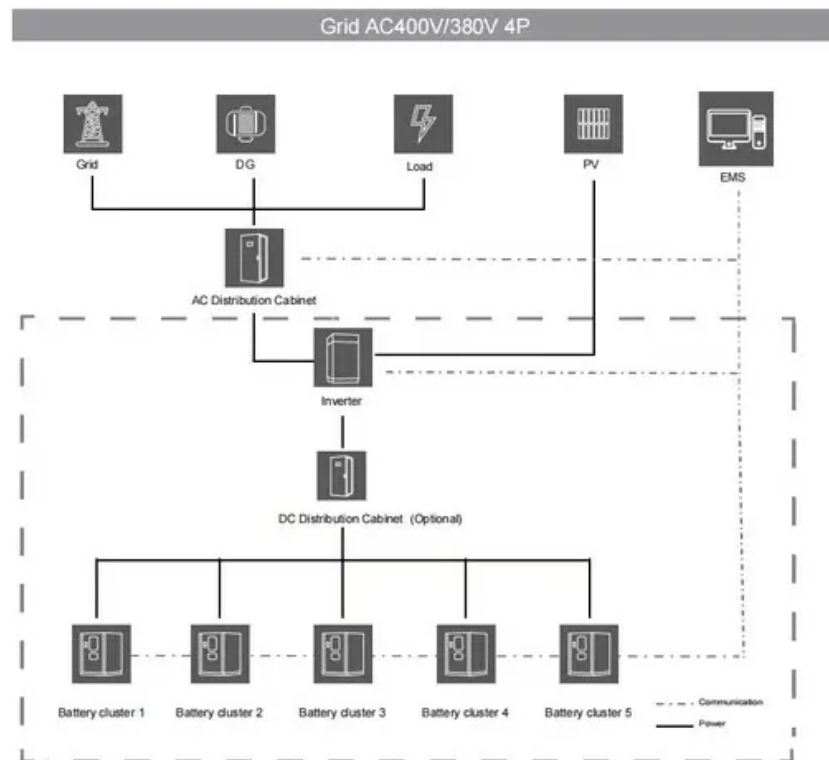 Grid AC400V/380V 4P
Grid
DG
Load
PV
EMS
AC Distribution Cabinet
Inverter
DC Distribution Cabinet (Optional)
Battery cluster 1
Battery cluster 2
Battery cluster 3
Battery cluster 4
Battery cluster 5
Communication
Power